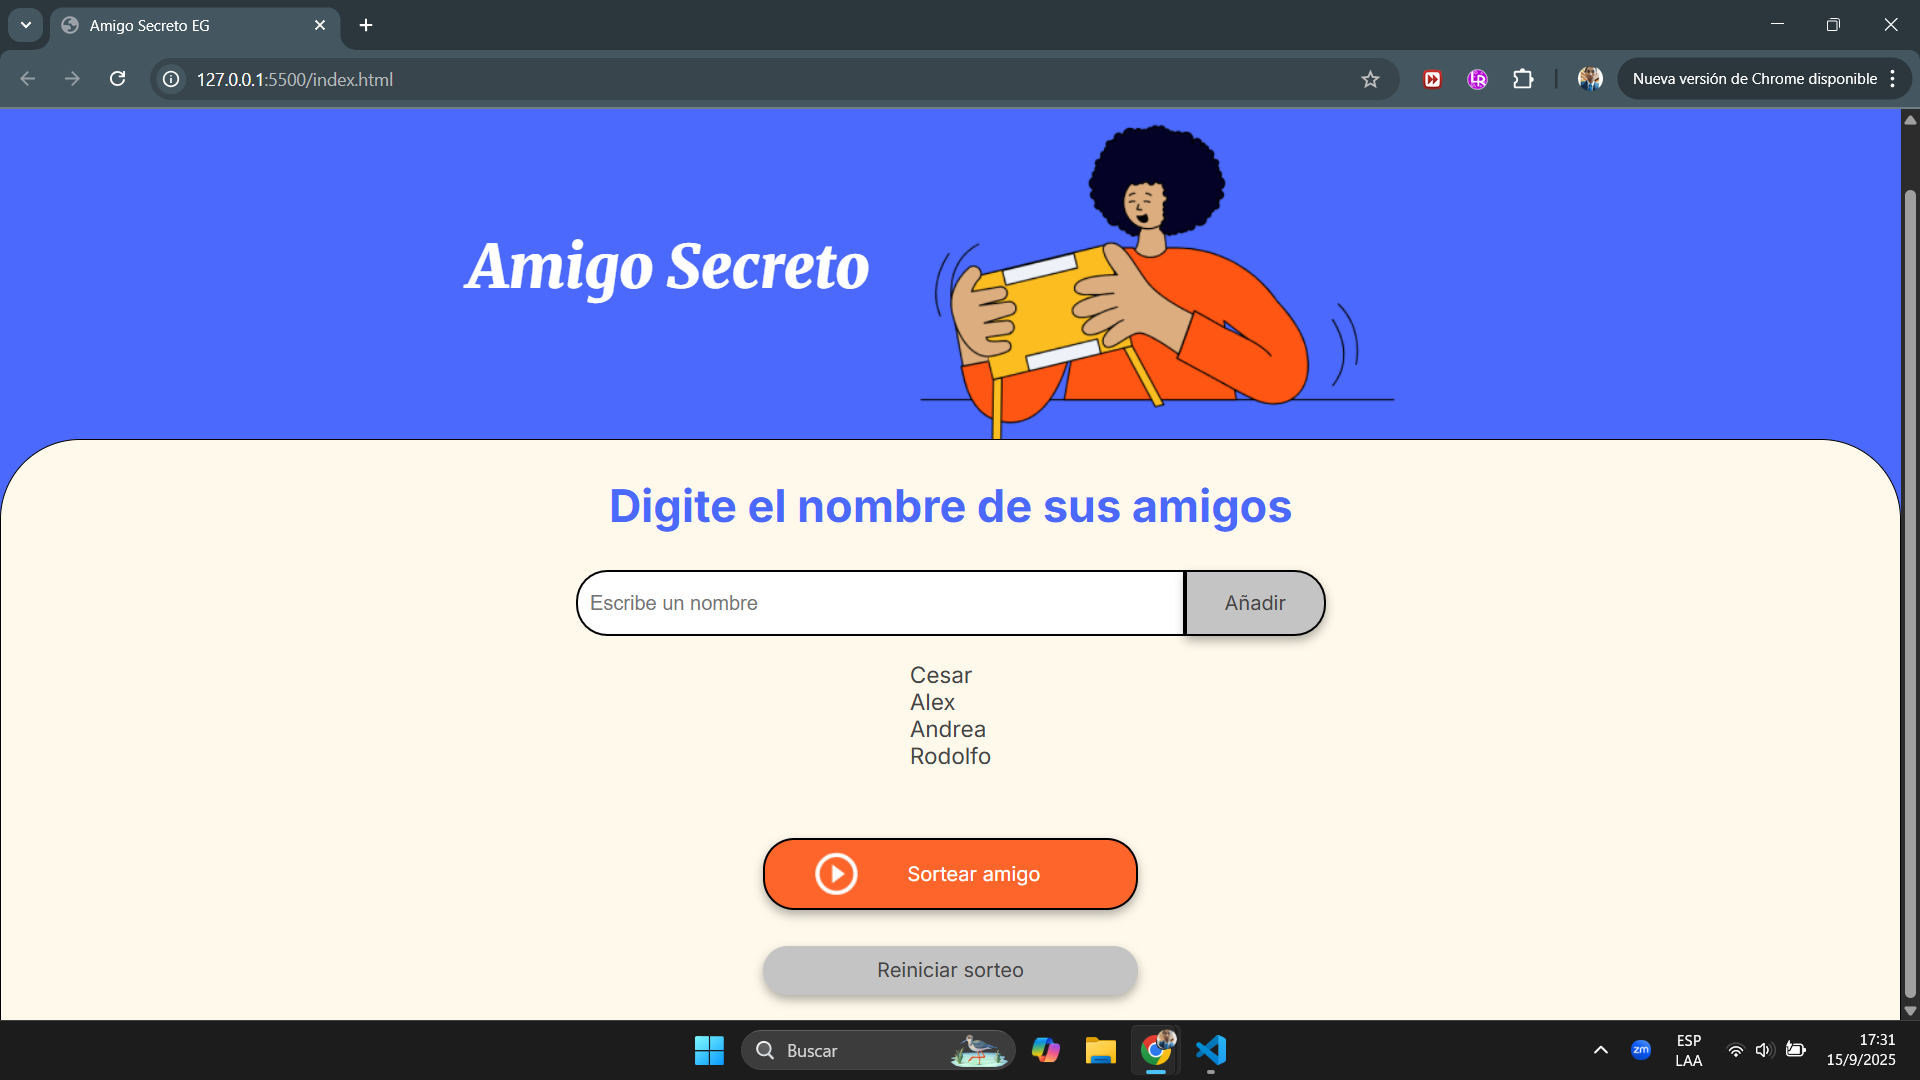 Amigo Secreto EG
127.0.0.1:5500/index.html
Nueva versión de Chrome disponible
Amigo Secreto
Digite el nombre de sus amigos
Escribe un nombre
Añadir
Cesar
Alex
Andrea
Rodolfo
Sortear amigo
Reiniciar sorteo
Buscar
zm
ESP
LAA
17:31
15/9/2025